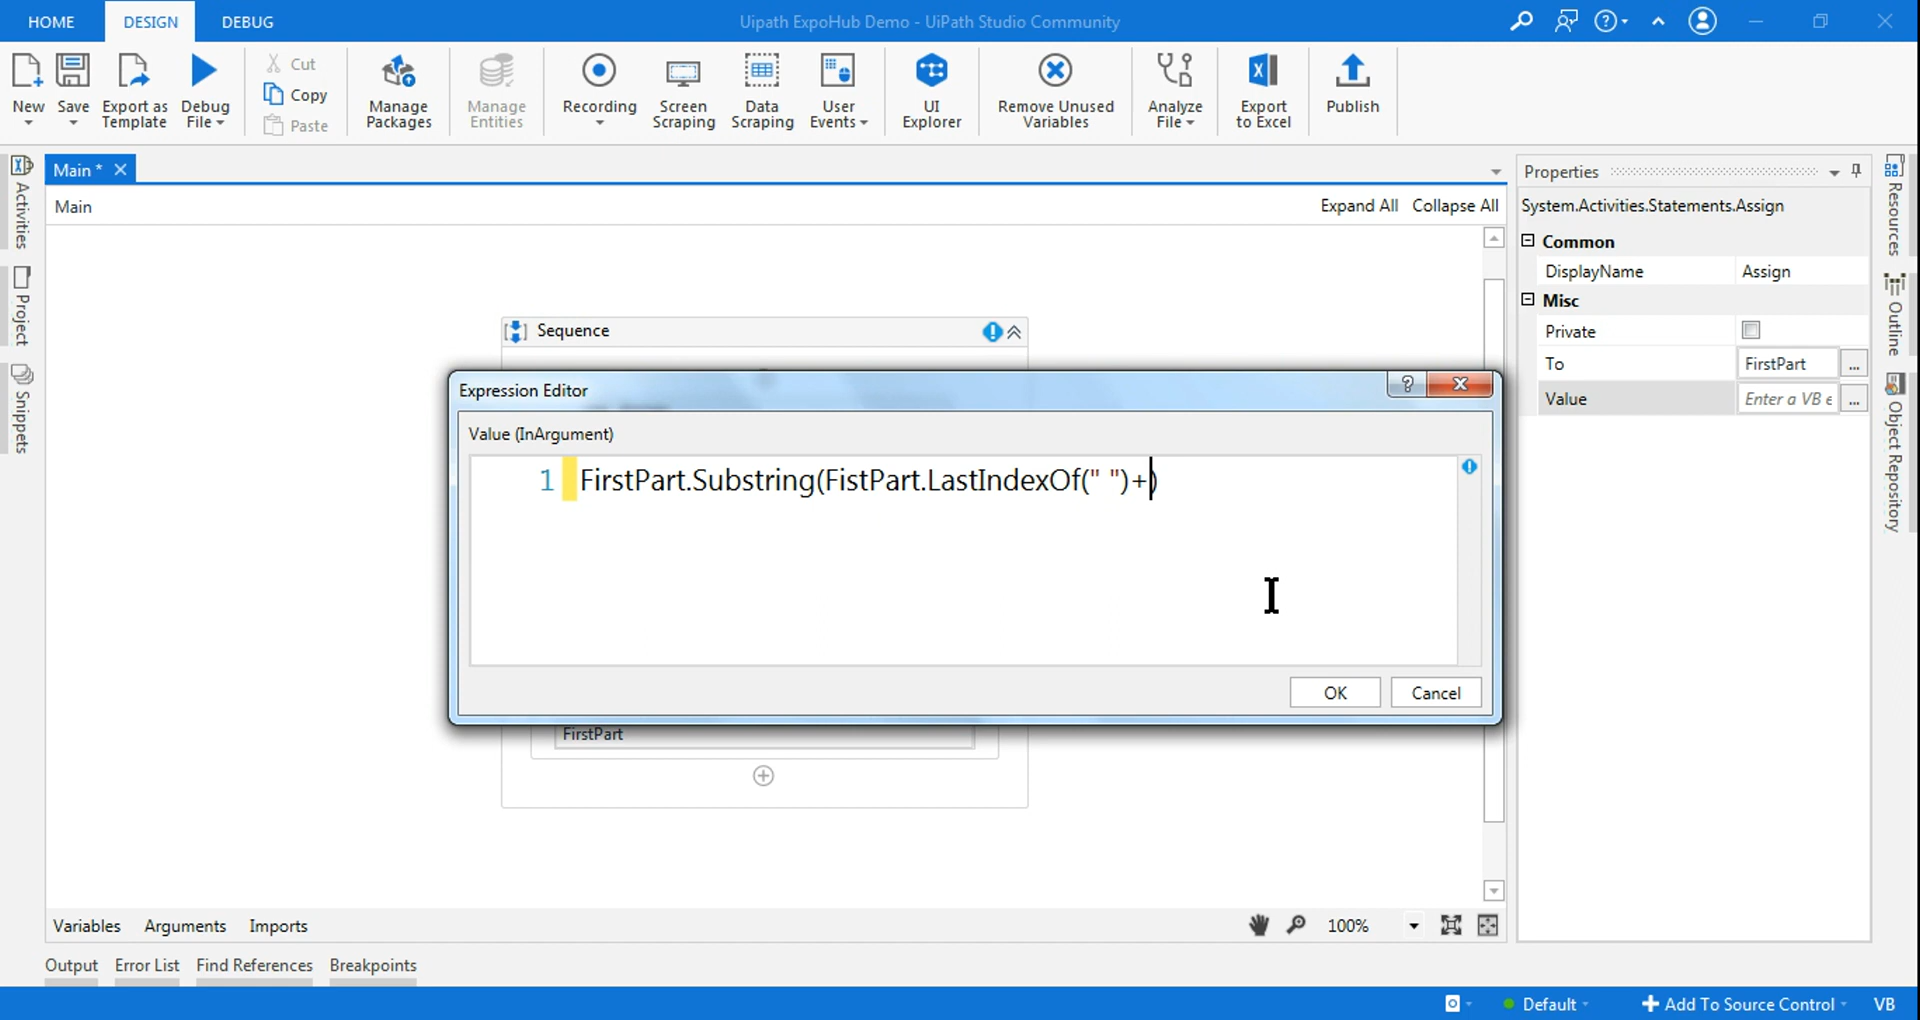 HOME DESIGN DEBUG Uipath ExpoHub Demo - UiPath Studio Community
New Save Export as Template Debug File Cut Copy Paste Manage Packages Manage Entities Recording Screen Scraping Data Scraping User Events UI Explorer Remove Unused Variables Analyze File Export to Excel Publish
Main *
Properties
Main Expand All Collapse All
System.Activities.Statements.Assign
Common
DisplayName Assign
Misc
Private
To FirstPart ...
Value Enter a VB e ...
Activities
Project
Snippets
Resources
Outline
Object Repository
Sequence
Expression Editor
Value (InArgument)
1 FirstPart.Substring(FistPart.LastIndexOf(" ")+)
OK Cancel
FirstPart
Variables Arguments Imports 100%
Output Error List Find References Breakpoints
Default Add To Source Control VB